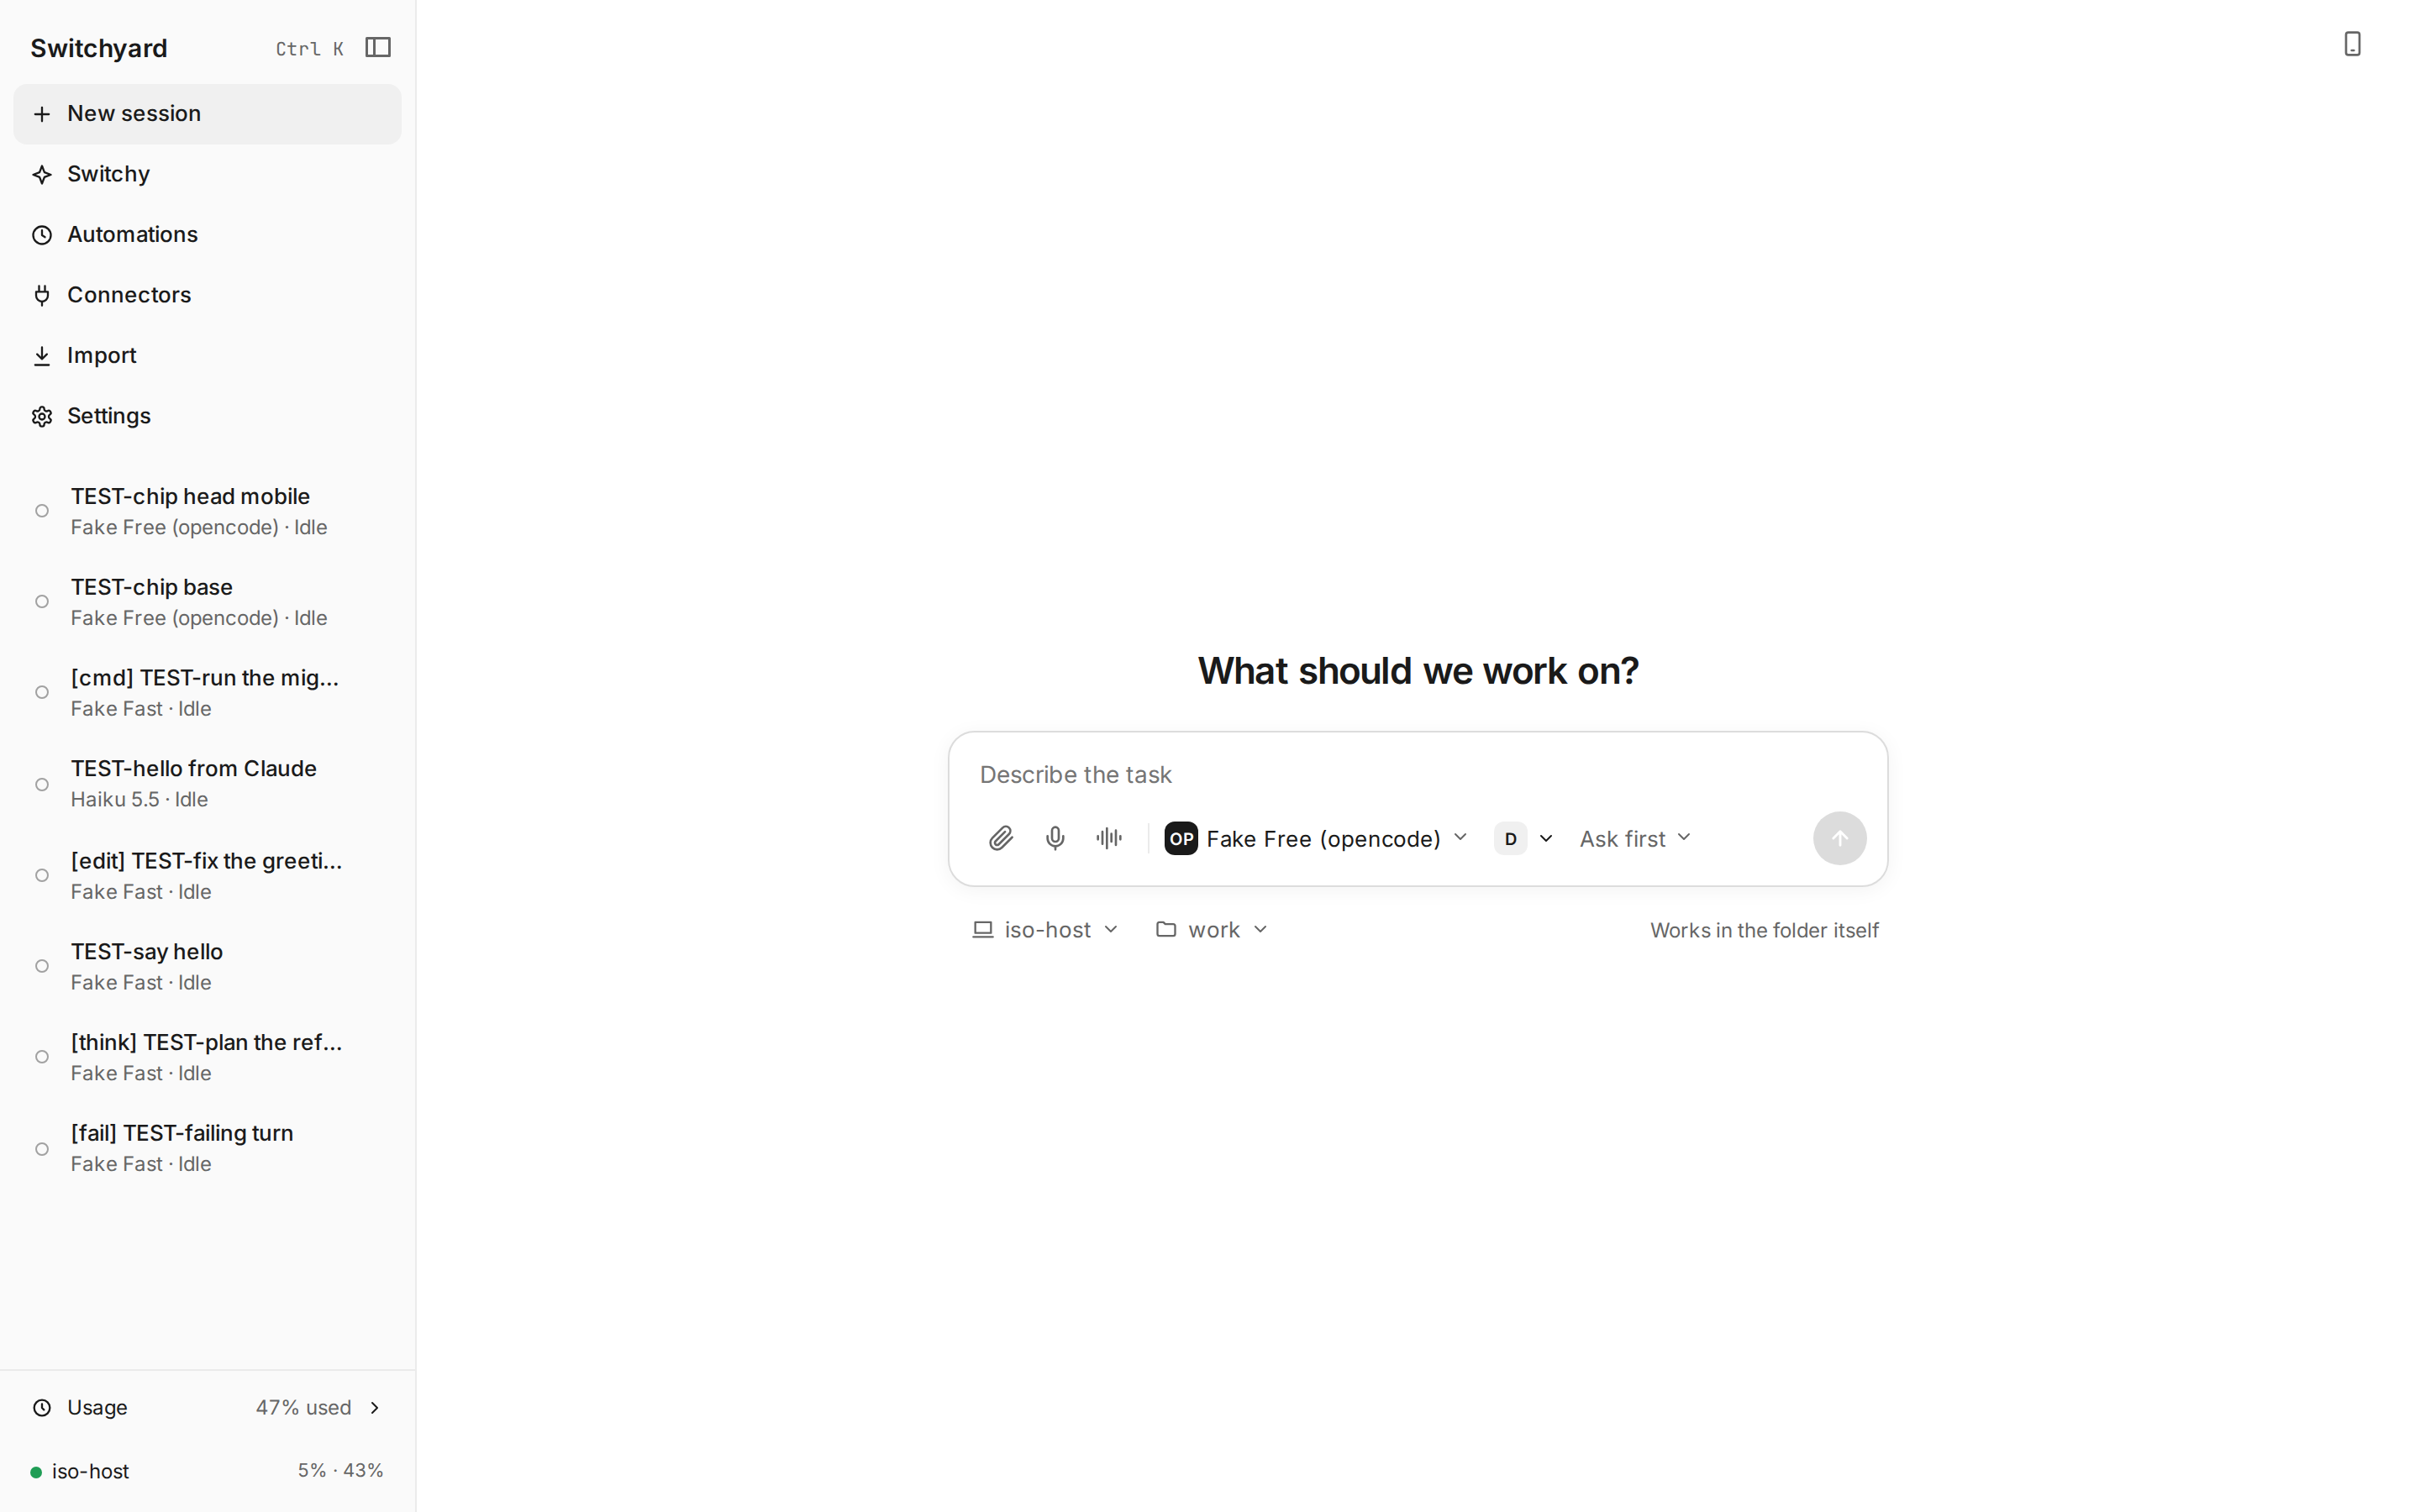 Switchyard Ctrl K
New session
Switchy
Automations
Connectors
Import
Settings
TEST-chip head mobile
Fake Free (opencode) · Idle
TEST-chip base
Fake Free (opencode) · Idle
[cmd] TEST-run the mig...
Fake Fast · Idle
TEST-hello from Claude
Haiku 5.5 · Idle
[edit] TEST-fix the greeti...
Fake Fast · Idle
TEST-say hello
Fake Fast · Idle
[think] TEST-plan the ref...
Fake Fast · Idle
[fail] TEST-failing turn
Fake Fast · Idle
Usage 47% used
iso-host 5% · 43%
What should we work on?
Describe the task
OP Fake Free (opencode) D Ask first
iso-host work Works in the folder itself